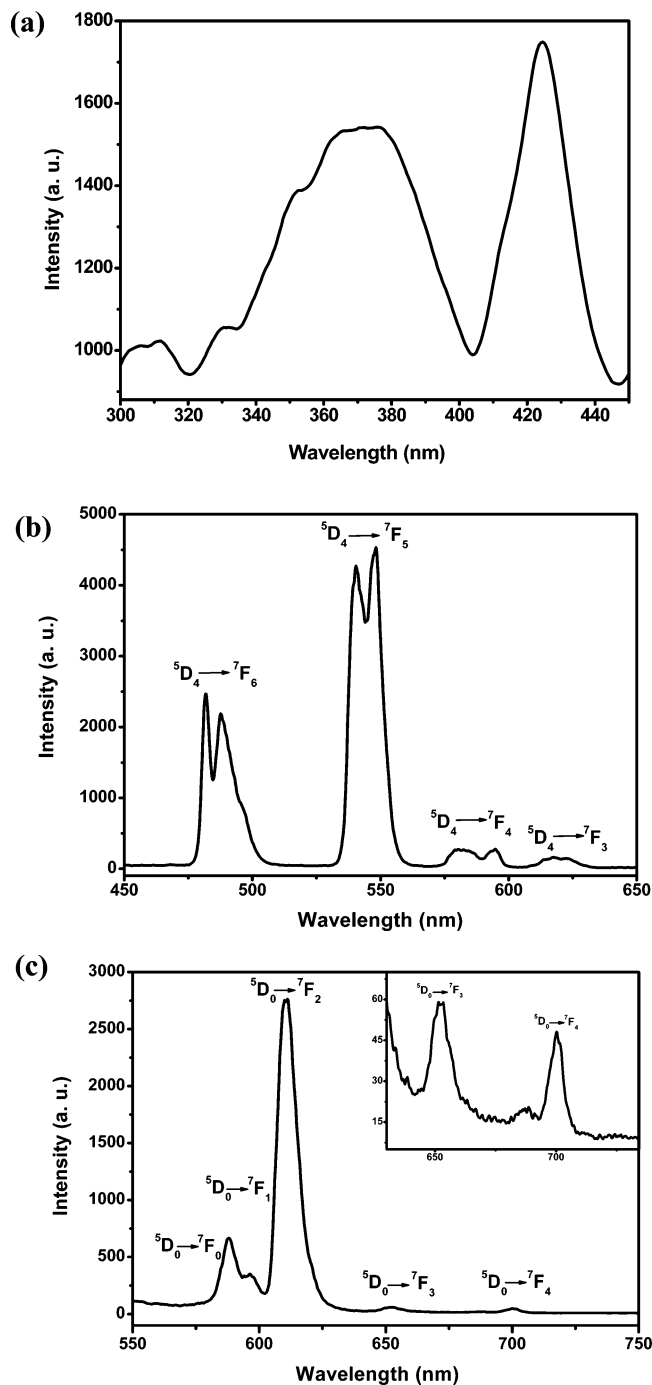 (a)
1800
1600
1400
1200
1000
Intensity (a. u.)
300 320 340 360 380 400 420 440
Wavelength (nm)
(b)
5000
4000
3000
2000
1000
0
Intensity (a. u.)
⁵D₄ → ⁷F₆
⁵D₄ → ⁷F₅
⁵D₄ → ⁷F₄
⁵D₄ → ⁷F₃
450 500 550 600 650
Wavelength (nm)
(c)
3000
2500
2000
1500
1000
500
0
Intensity (a. u.)
⁵D₀ → ⁷F₂
⁵D₀ → ⁷F₁
⁵D₀ → ⁷F₀
⁵D₀ → ⁷F₃
⁵D₀ → ⁷F₄
60
45
30
15
⁵D₀ → ⁷F₃
⁵D₀ → ⁷F₄
650 700
550 600 650 700 750
Wavelength (nm)